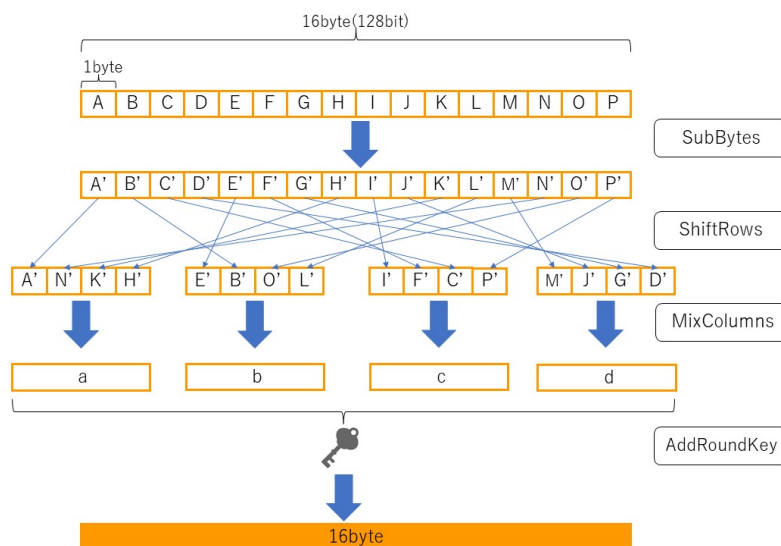 16byte(128bit)
1byte
A B C D E F G H I J K L M N O P
SubBytes
A’ B’ C’ D’ E’ F’ G’ H’ I’ J’ K’ L’ M’ N’ O’ P’
ShiftRows
A’ N’ K’ H’ E’ B’ O’ L’ I’ F’ C’ P’ M’ J’ G’ D’
MixColumns
a b c d
AddRoundKey
16byte